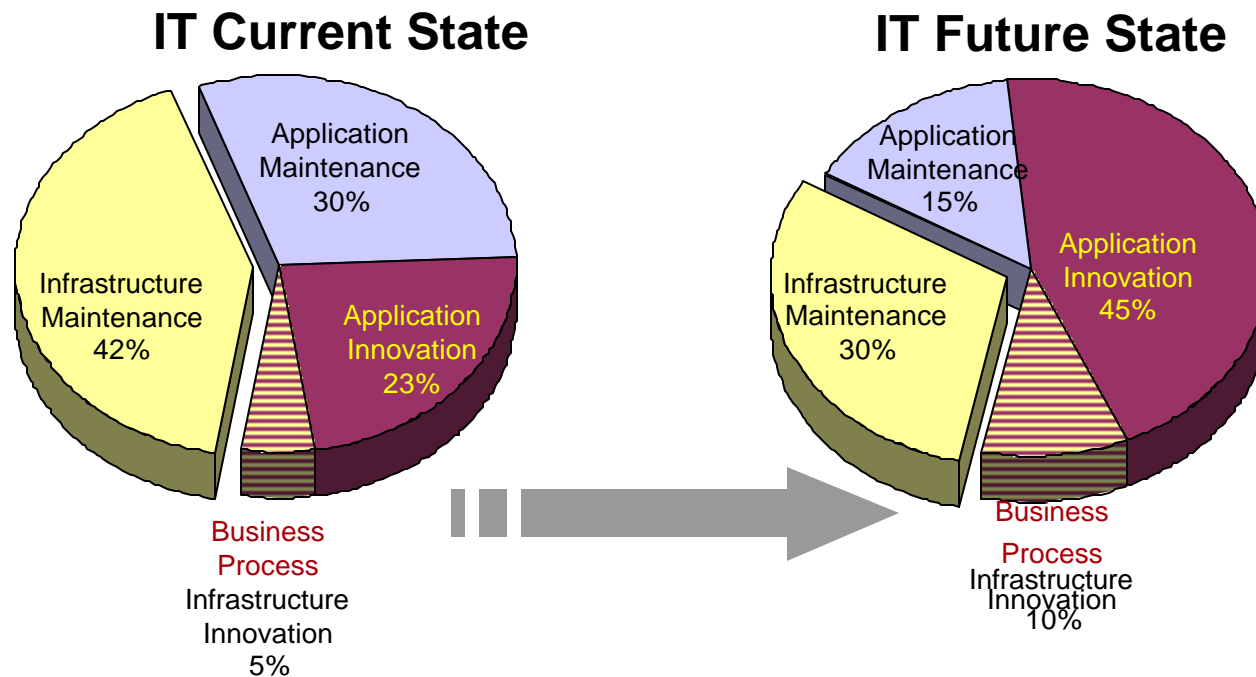 IT Current State
Application
Maintenance
30%
Infrastructure
Maintenance
42%
Application
Innovation
23%
Business
Process
Infrastructure
Innovation
5%
IT Future State
Application
Maintenance
15%
Application
Innovation
45%
Infrastructure
Maintenance
30%
Business
Process
Infrastructure
Innovation
10%